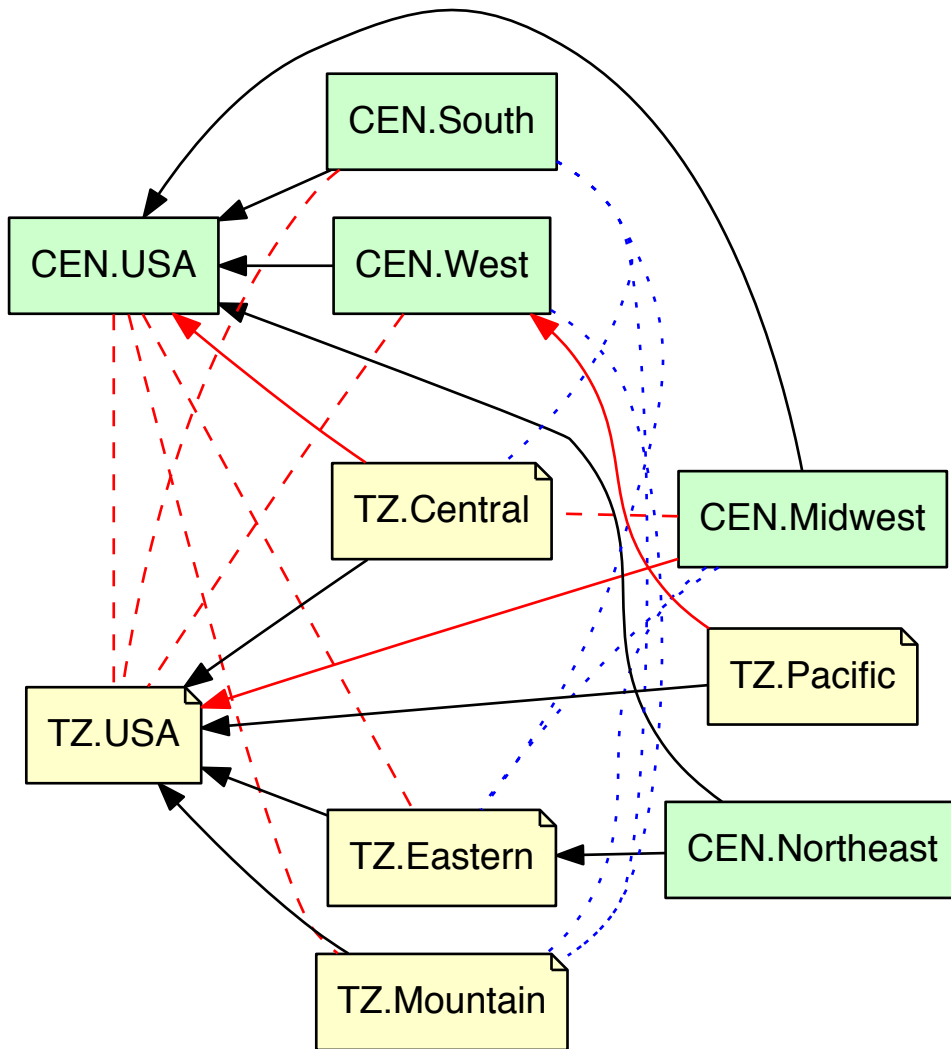 CEN.South
CEN.USA
CEN.West
TZ.Central
CEN.Midwest
TZ.Pacific
TZ.USA
TZ.Eastern
CEN.Northeast
TZ.Mountain